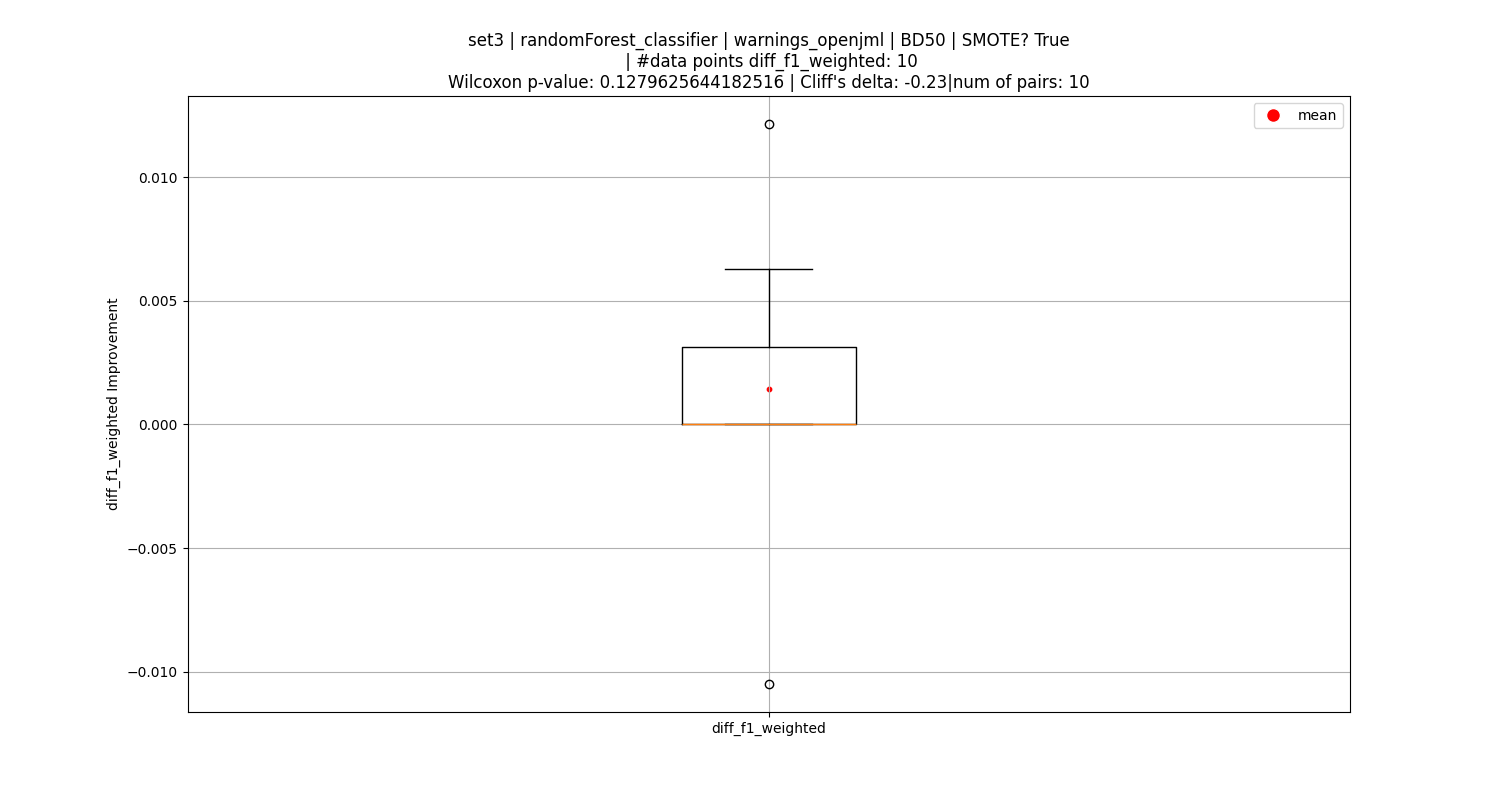 set3 | randomForest_classifier | warnings_openjml | BD50 | SMOTE? True
| #data points diff_f1_weighted: 10
Wilcoxon p-value: 0.1279625644182516 | Cliff's delta: -0.23|num of pairs: 10
mean
0.010
0.005
0.000
−0.005
−0.010
diff_f1_weighted Improvement
diff_f1_weighted